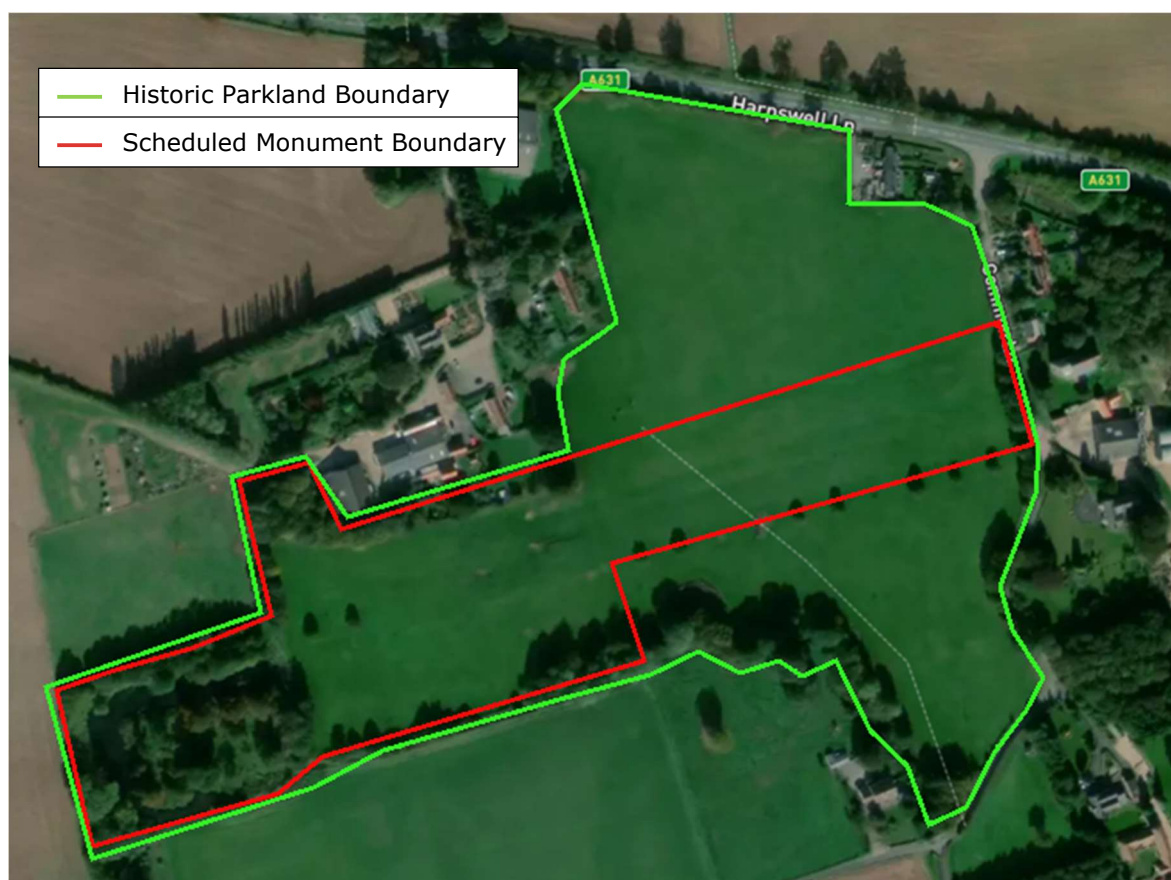 A631
Historic Parkland Boundary
Harpswell Ln
Scheduled Monument Boundary
A631